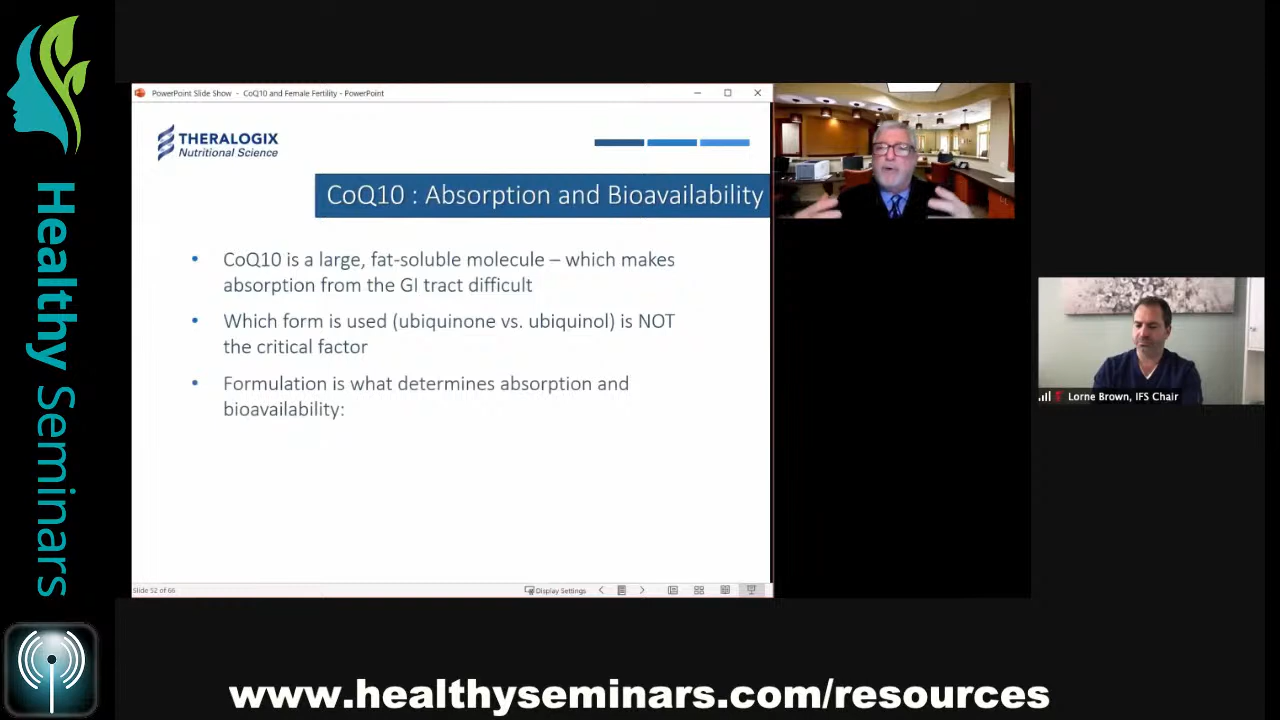 Healthy Seminars
PowerPoint Slide Show - CoQ10 and Female Fertility - PowerPoint
THERALOGIX
Nutritional Science
CoQ10 : Absorption and Bioavailability
• CoQ10 is a large, fat-soluble molecule – which makes
absorption from the GI tract difficult
• Which form is used (ubiquinone vs. ubiquinol) is NOT
the critical factor
• Formulation is what determines absorption and
bioavailability:
Slide 52 of 66
Display Settings
Lorne Brown, IFS Chair
www.healthyseminars.com/resources